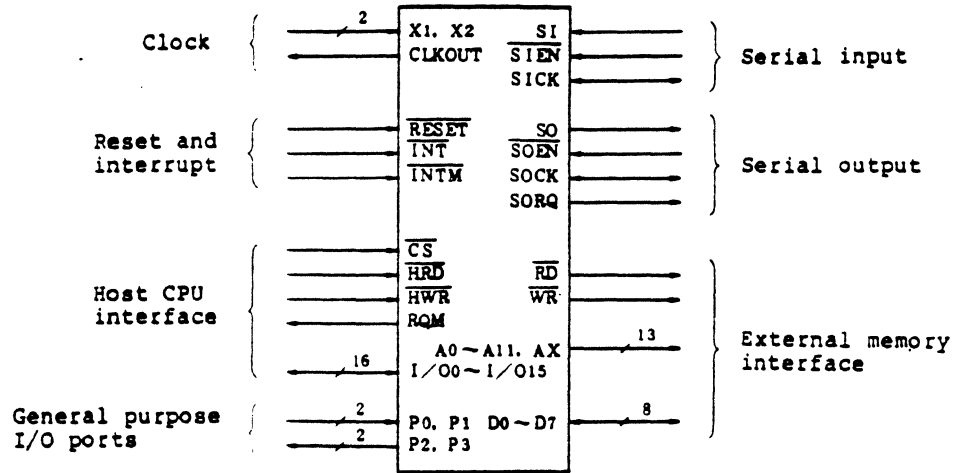 Clock
2
X1, X2
CLKOUT
SI
SIEN
SICK
Serial input
Reset and
interrupt
RESET
INT
INTM
SO
SOEN
SOCK
SORQ
Serial output
Host CPU
interface
CS
HRD
HWR
RQM
16
I/O0~I/O15
RD
WR
A0~A11, AX
13
D0~D7
8
External memory
interface
General purpose
I/O ports
2
P0, P1
2
P2, P3